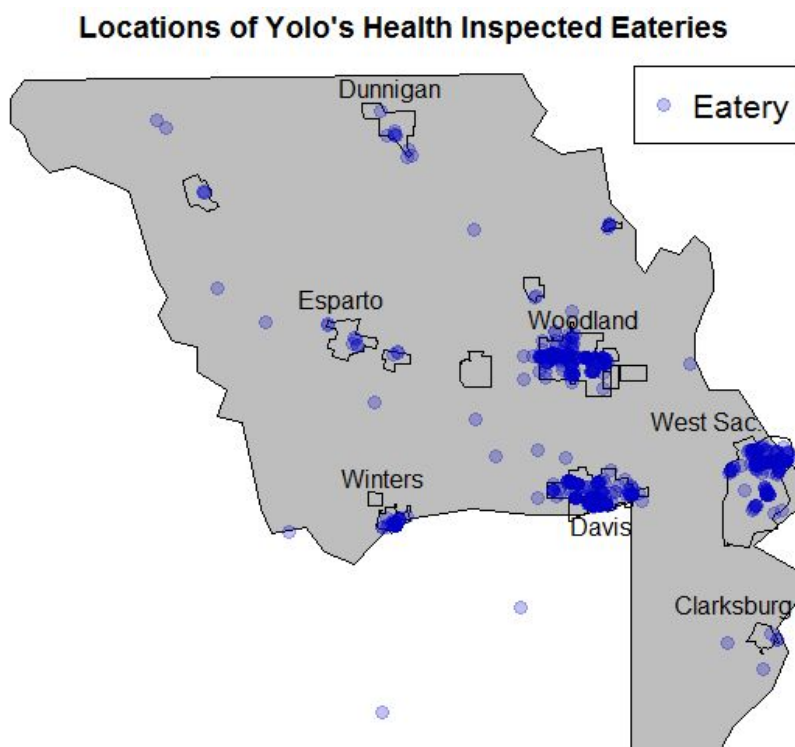 Locations of Yolo's Health Inspected Eateries
Dunnigan
Eatery
Esparto
Woodland
West Sac.
Winters
Davis
Clarksburg